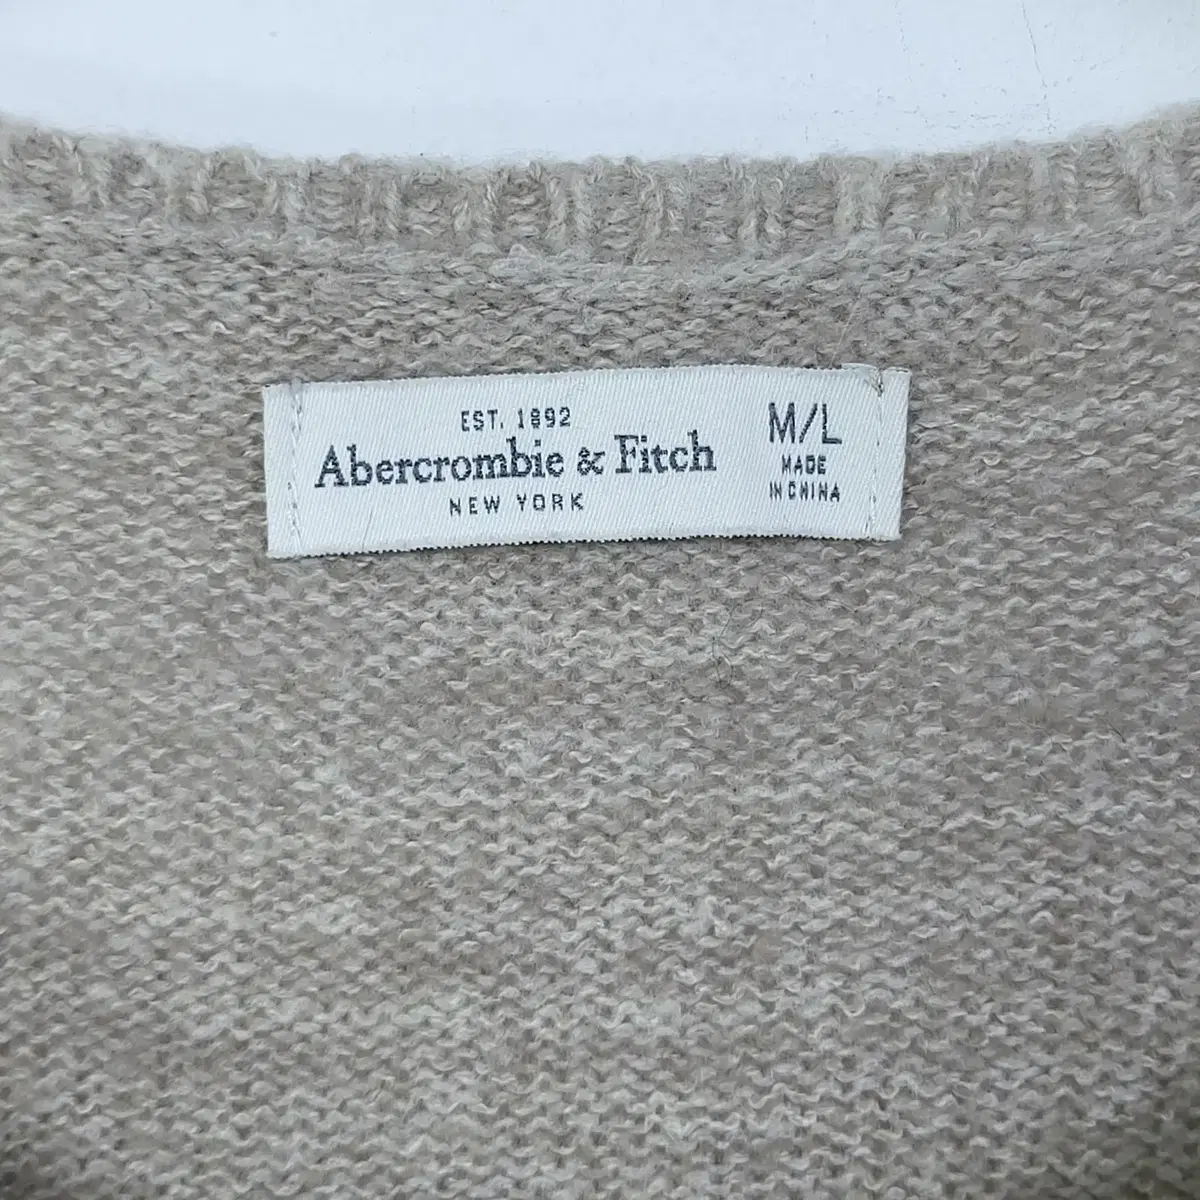 EST. 1892
Abercrombie & Fitch
NEW YORK
M/L
MADE
IN CHINA